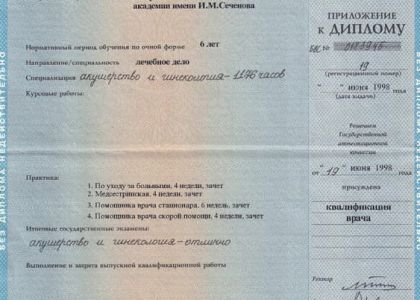 академии имени И.М.Сеченова
Нормативный период обучения по очной форме 6 лет
Направление/специальность лечебное дело
Специализация акушерство и гинекология-1176 часов
Курсовые работы:
Практика:
1. По уходу за больными, 4 недели, зачет
2. Медсестринская, 4 недели, зачет
3. Помощника врача стационара, 6 недель, зачет
4. Помощника врача скорой помощи, 4 недели, зачет
Итоговые государственные экзамены:
акушерство и гинекология-отлично
Выполнение и защита выпускной квалификационной работы
ПРИЛОЖЕНИЕ
к ДИПЛОМУ
№
19
(регистрационный номер)
" " июня 1998
(дата выдачи)
Решением
Государственной
аттестационной
комиссии
от "19" июня 1998
присуждена
квалификация
врача
Ректор
БЕЗ ДИПЛОМА НЕДЕЙСТВИТЕЛЬНО